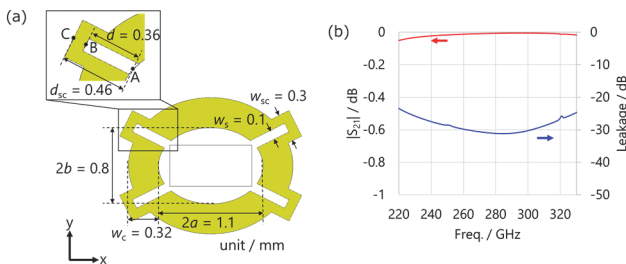 (a)
C
B
d = 0.36
A
d_sc = 0.46
w_sc = 0.3
w_s = 0.1
2b = 0.8
2a = 1.1
w_c = 0.32
unit / mm
y
x
(b)
|S21| / dB
0
-0.2
-0.4
-0.6
-0.8
-1
220 240 260 280 300 320
Freq. / GHz
0
-10
-20
-30
-40
-50
Leakage / dB